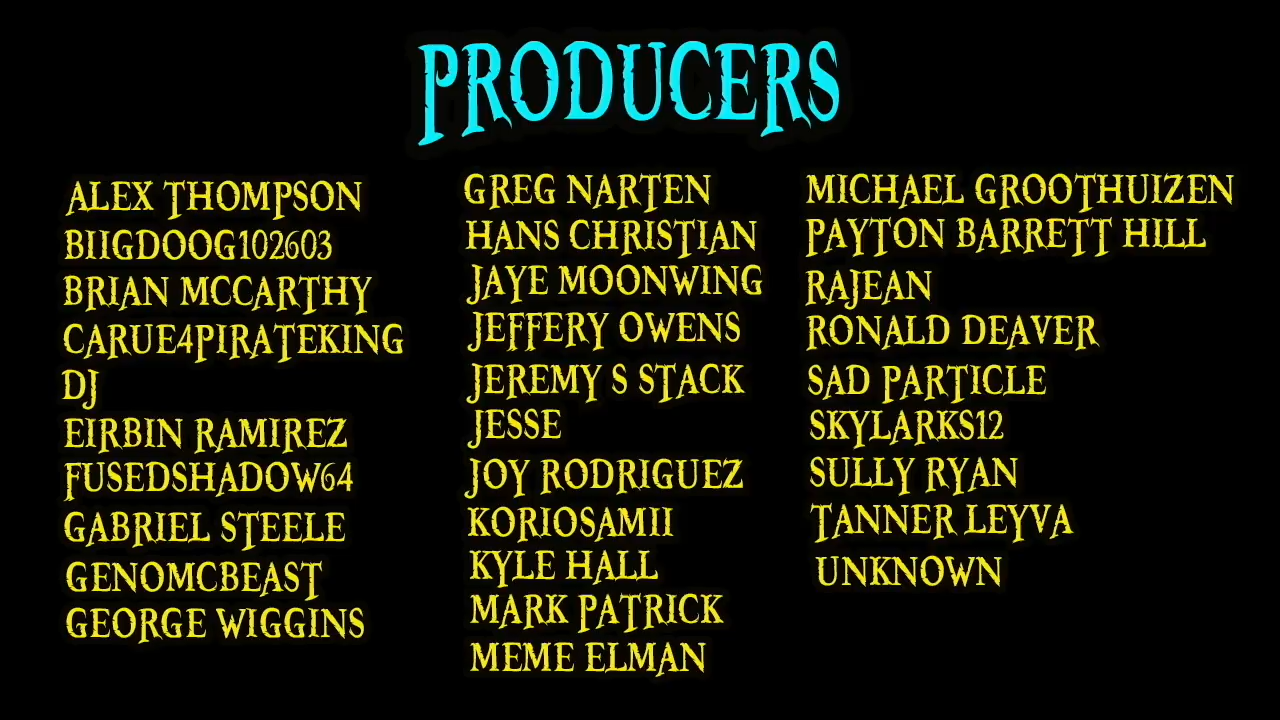 PRODUCERS
ALEX THOMPSON
BIIGDOOG102603
BRIAN MCCARTHY
CARUE4PIRATEKING
DJ
EIRBIN RAMIREZ
FUSEDSHADOW64
GABRIEL STEELE
GENOMCBEAST
GEORGE WIGGINS
GREG NARTEN
HANS CHRISTIAN
JAYE MOONWING
JEFFERY OWENS
JEREMY S STACK
JESSE
JOY RODRIGUEZ
KORIOSAMII
KYLE HALL
MARK PATRICK
MEME ELMAN
MICHAEL GROOTHUIZEN
PAYTON BARRETT HILL
RAJEAN
RONALD DEAVER
SAD PARTICLE
SKYLARKS12
SULLY RYAN
TANNER LEYVA
UNKNOWN